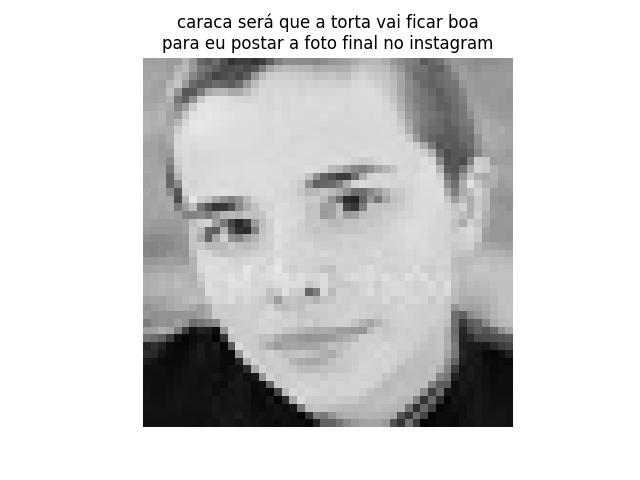 caraca será que a torta vai ficar boa
para eu postar a foto final no instagram